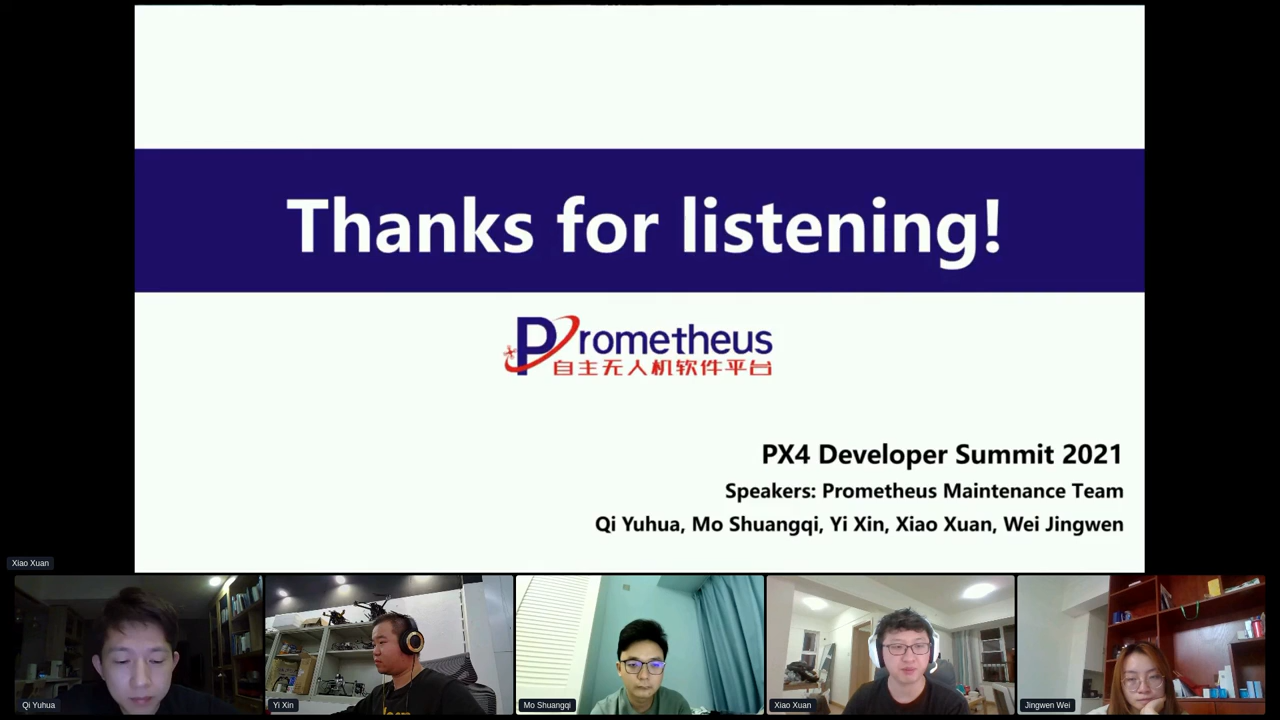 Thanks for listening!
Prometheus
自主无人机软件平台
PX4 Developer Summit 2021
Speakers: Prometheus Maintenance Team
Qi Yuhua, Mo Shuangqi, Yi Xin, Xiao Xuan, Wei Jingwen
Xiao Xuan
Qi Yuhua
Yi Xin
Mo Shuangqi
Xiao Xuan
Jingwen Wei